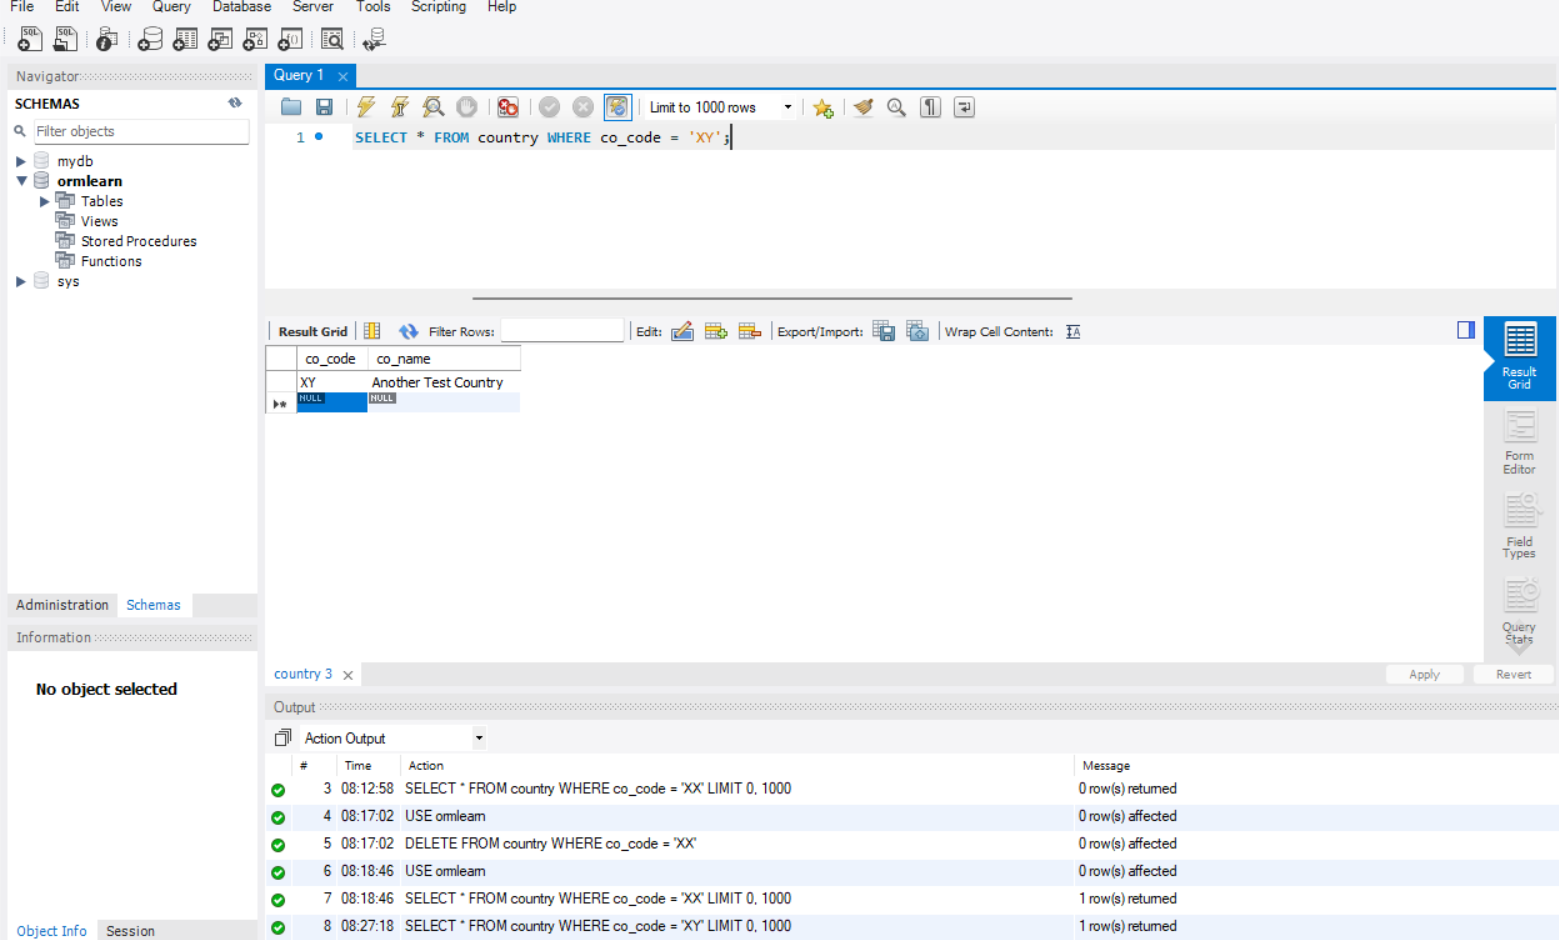 File Edit View Query Database Server Tools Scripting Help
Navigator
SCHEMAS
Filter objects
mydb
ormlearn
Tables
Views
Stored Procedures
Functions
sys
Administration Schemas
Information
No object selected
Object Info Session
Query 1
Limit to 1000 rows
1 SELECT * FROM country WHERE co_code = 'XY';
Result Grid Filter Rows: Edit: Export/Import: Wrap Cell Content:
co_code co_name
XY Another Test Country
NULL NULL
Result
Grid
Form
Editor
Field
Types
Query
Stats
country 3 Apply Revert
Output
Action Output
# Time Action Message
3 08:12:58 SELECT * FROM country WHERE co_code = 'XX' LIMIT 0, 1000 0 row(s) returned
4 08:17:02 USE ormlearn 0 row(s) affected
5 08:17:02 DELETE FROM country WHERE co_code = 'XX' 0 row(s) affected
6 08:18:46 USE ormlearn 0 row(s) affected
7 08:18:46 SELECT * FROM country WHERE co_code = 'XX' LIMIT 0, 1000 1 row(s) returned
8 08:27:18 SELECT * FROM country WHERE co_code = 'XY' LIMIT 0, 1000 1 row(s) returned